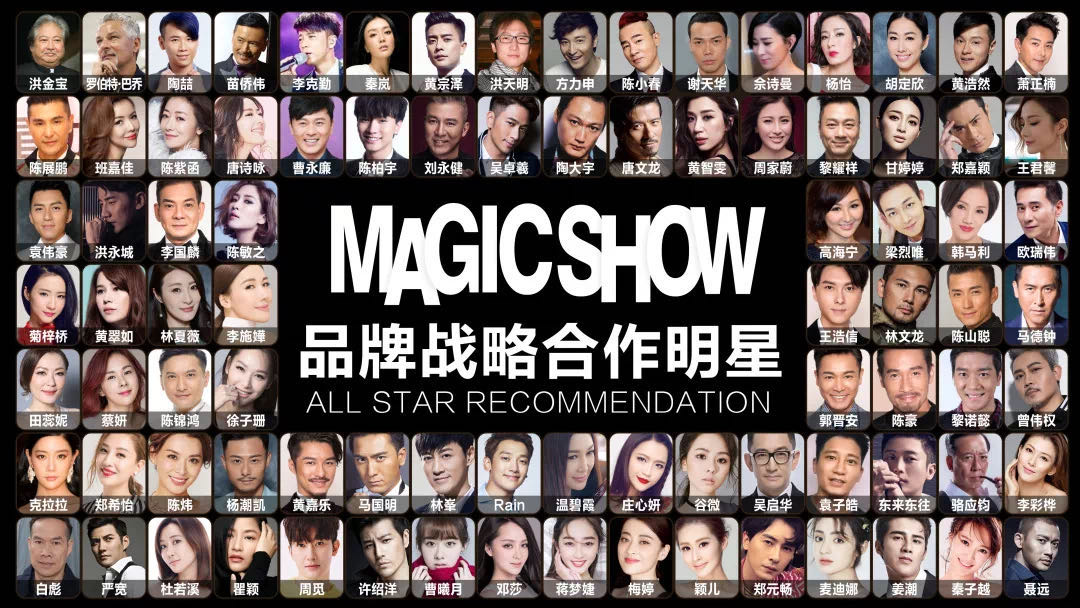 洪金宝 罗伯特·巴乔 陶喆 苗侨伟 李克勤 秦岚 黄宗泽 洪天明 方力申 陈小春 谢天华 佘诗曼 杨怡 胡定欣 黄浩然 萧正楠
陈展鹏 班嘉佳 陈紫函 唐诗咏 曹永廉 陈柏宇 刘永健 吴卓羲 陶大宇 唐文龙 黄智雯 周家蔚 黎耀祥 甘婷婷 郑嘉颖 王君馨
袁伟豪 洪永城 李国麟 陈敏之 高海宁 梁烈唯 韩马利 欧瑞伟
MAGIC SHOW
菊梓桥 黄翠如 林夏薇 李施嬅 王浩信 林文龙 陈山聪 马德钟
品牌战略合作明星
ALL STAR RECOMMENDATION
田蕊妮 蔡妍 陈锦鸿 徐子珊 郭晋安 陈豪 黎诺懿 曾伟权
克拉拉 郑希怡 陈炜 杨潮凯 黄嘉乐 马国明 林峯 Rain 温碧霞 庄心妍 谷微 吴启华 袁子皓 东来东往 骆应钧 李彩桦
白彪 严宽 杜若溪 瞿颖 周觅 许绍洋 曹曦月 邓莎 蒋梦婕 梅婷 颖儿 郑元畅 麦迪娜 姜潮 秦子越 聂远